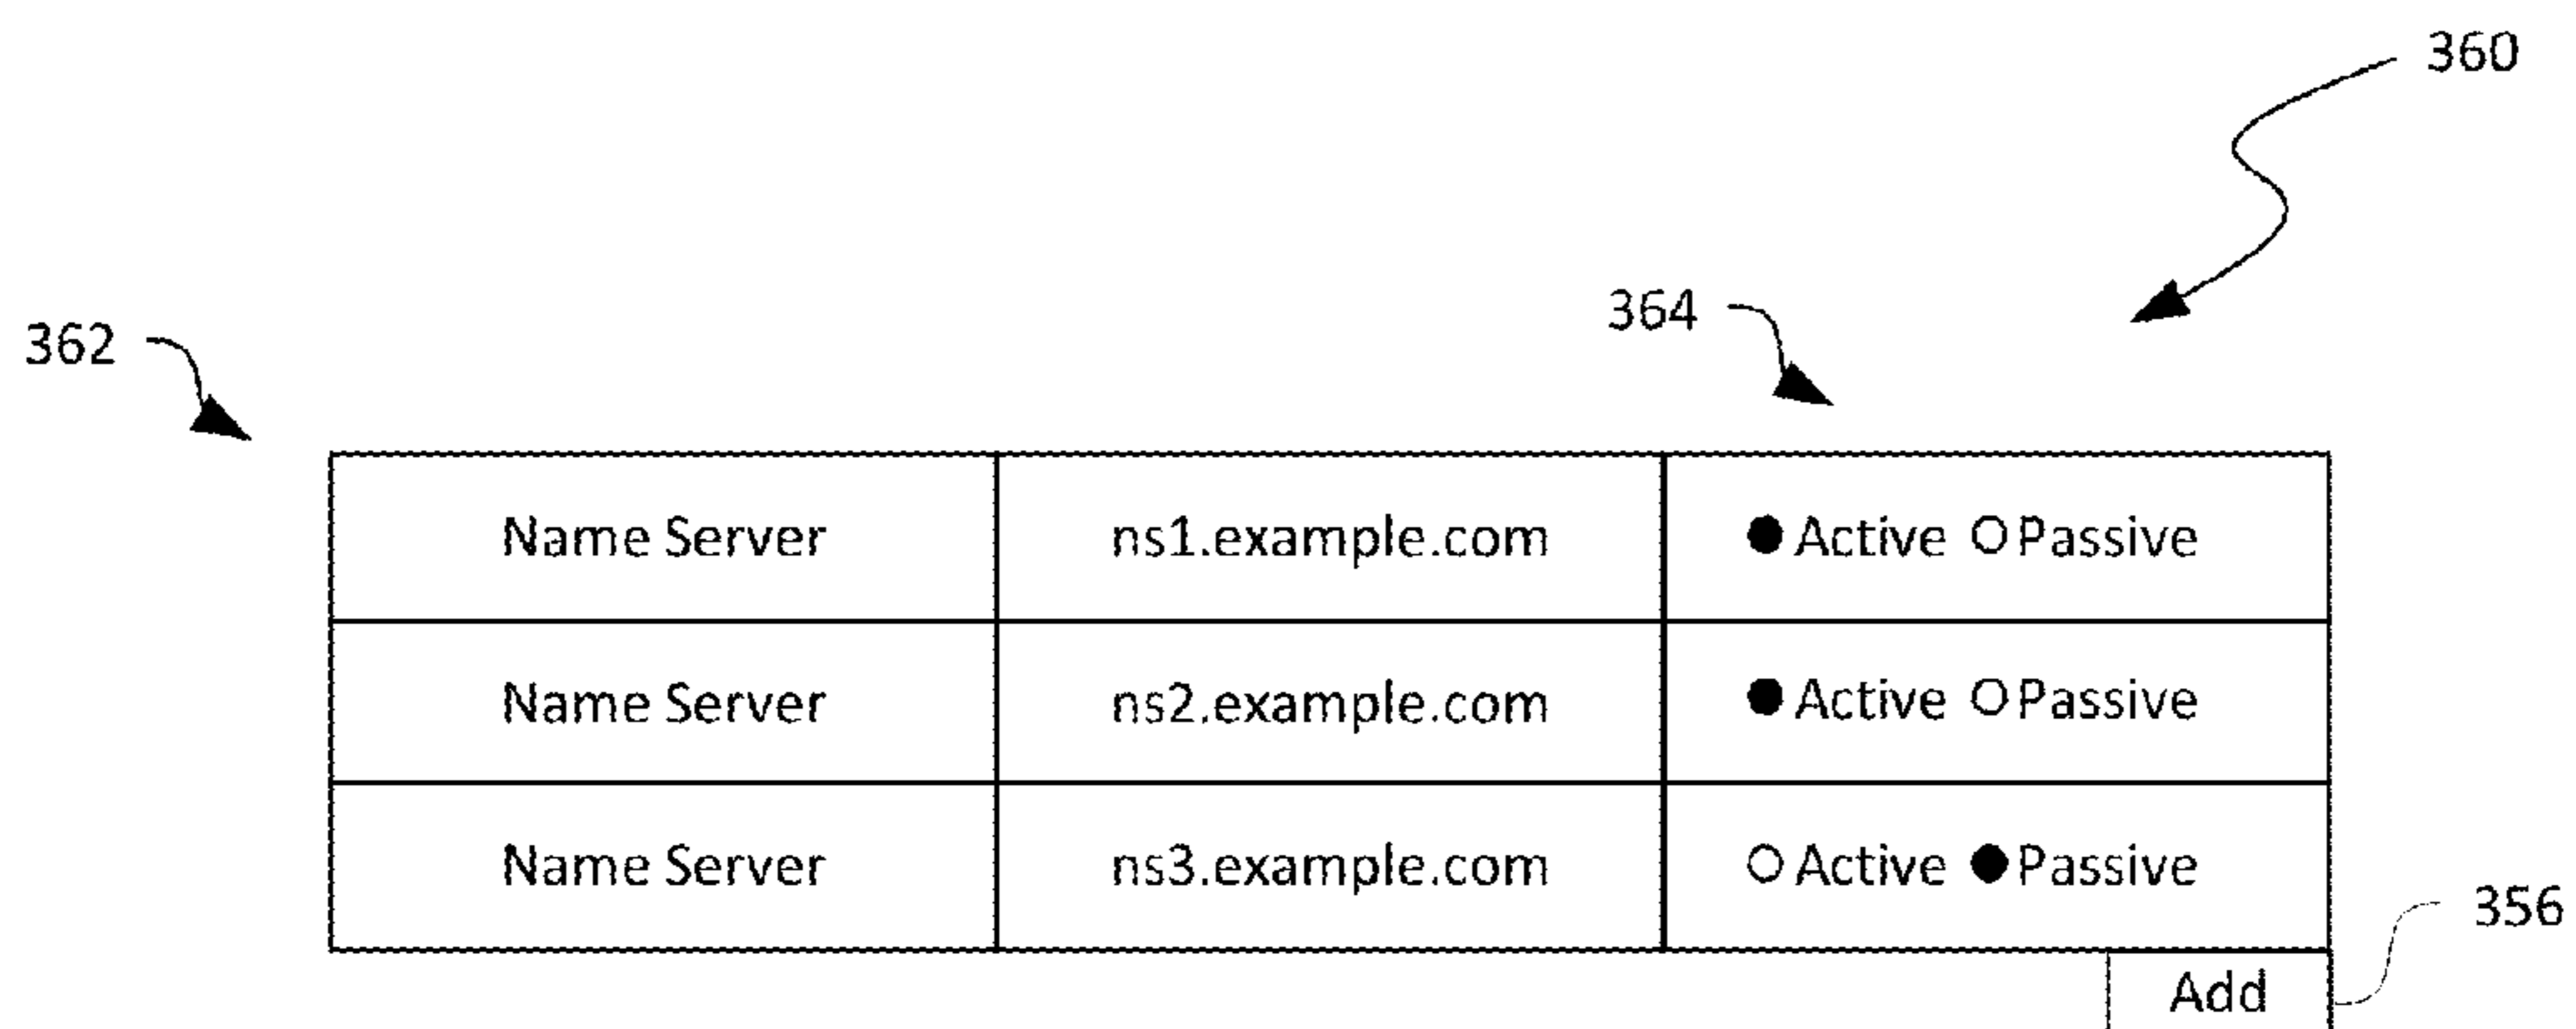 360
364
362
Name Server ns1.example.com Active Passive
Name Server ns2.example.com Active Passive
Name Server ns3.example.com Active Passive
356
Add